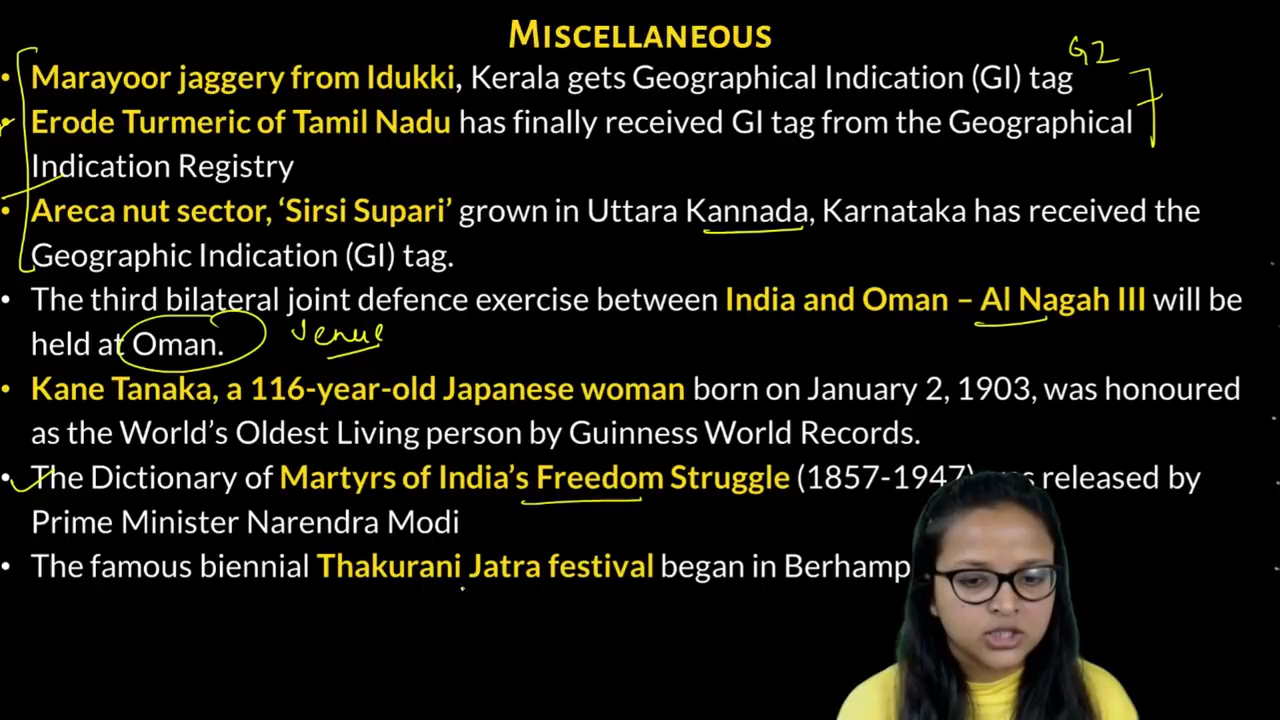 MISCELLANEOUS
GI
• Marayoor jaggery from Idukki, Kerala gets Geographical Indication (GI) tag
• Erode Turmeric of Tamil Nadu has finally received GI tag from the Geographical
Indication Registry
• Areca nut sector, ‘Sirsi Supari’ grown in Uttara Kannada, Karnataka has received the
Geographic Indication (GI) tag.
• The third bilateral joint defence exercise between India and Oman – Al Nagah III will be
held at Oman. Venue
• Kane Tanaka, a 116-year-old Japanese woman born on January 2, 1903, was honoured
as the World’s Oldest Living person by Guinness World Records.
• The Dictionary of Martyrs of India’s Freedom Struggle (1857-1947) released by
Prime Minister Narendra Modi
• The famous biennial Thakurani Jatra festival began in Berhamp